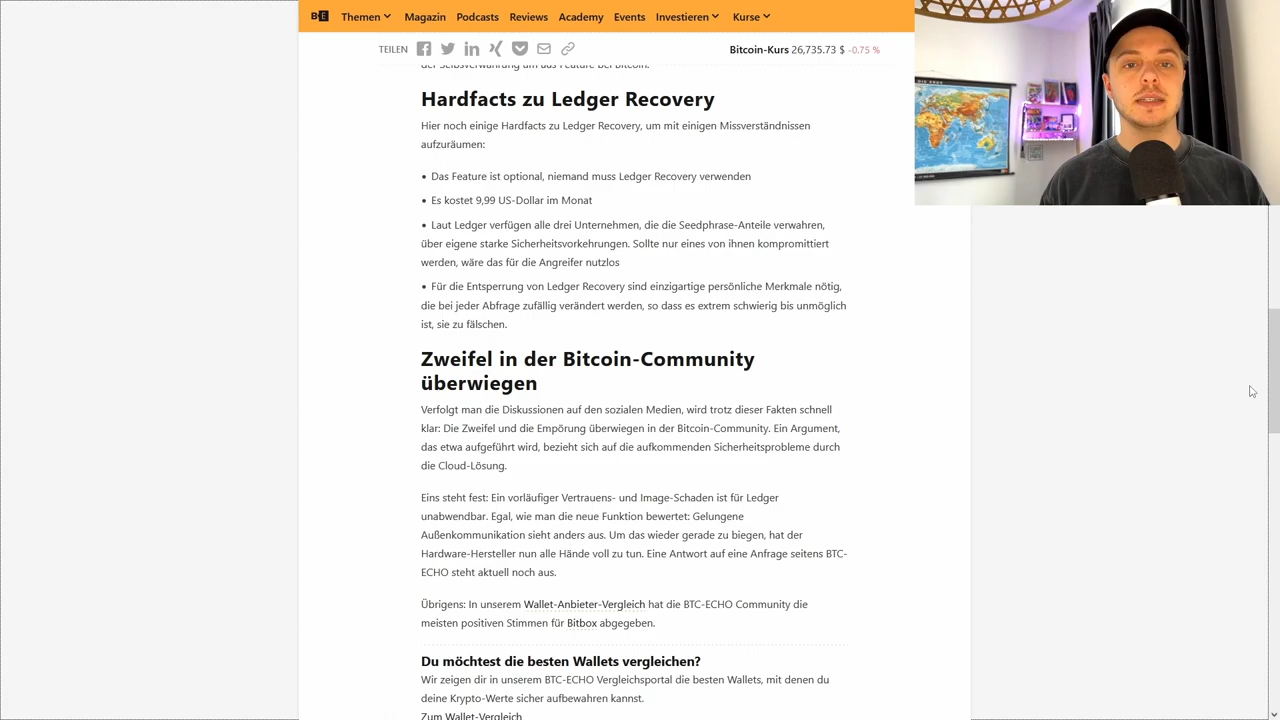 BE Themen Magazin Podcasts Reviews Academy Events Investieren Kurse
TEILEN Bitcoin-Kurs 26,735.73 $ -0.75 %
der Selbsverwahrung am aus Feature bei Bitcoin.
Hardfacts zu Ledger Recovery
Hier noch einige Hardfacts zu Ledger Recovery, um mit einigen Missverständnissen
aufzuräumen:
• Das Feature ist optional, niemand muss Ledger Recovery verwenden
• Es kostet 9,99 US-Dollar im Monat
• Laut Ledger verfügen alle drei Unternehmen, die die Seedphrase-Anteile verwahren,
über eigene starke Sicherheitsvorkehrungen. Sollte nur eines von ihnen kompromittiert
werden, wäre das für die Angreifer nutzlos
• Für die Entsperrung von Ledger Recovery sind einzigartige persönliche Merkmale nötig,
die bei jeder Abfrage zufällig verändert werden, so dass es extrem schwierig bis unmöglich
ist, sie zu fälschen.
Zweifel in der Bitcoin-Community
überwiegen
Verfolgt man die Diskussionen auf den sozialen Medien, wird trotz dieser Fakten schnell
klar: Die Zweifel und die Empörung überwiegen in der Bitcoin-Community. Ein Argument,
das etwa aufgeführt wird, bezieht sich auf die aufkommenden Sicherheitsprobleme durch
die Cloud-Lösung.
Eins steht fest: Ein vorläufiger Vertrauens- und Image-Schaden ist für Ledger
unabwendbar. Egal, wie man die neue Funktion bewertet: Gelungene
Außenkommunikation sieht anders aus. Um das wieder gerade zu biegen, hat der
Hardware-Hersteller nun alle Hände voll zu tun. Eine Antwort auf eine Anfrage seitens BTC-
ECHO steht aktuell noch aus.
Übrigens: In unserem Wallet-Anbieter-Vergleich hat die BTC-ECHO Community die
meisten positiven Stimmen für Bitbox abgegeben.
Du möchtest die besten Wallets vergleichen?
Wir zeigen dir in unserem BTC-ECHO Vergleichsportal die besten Wallets, mit denen du
deine Krypto-Werte sicher aufbewahren kannst.
Zum Wallet-Vergleich